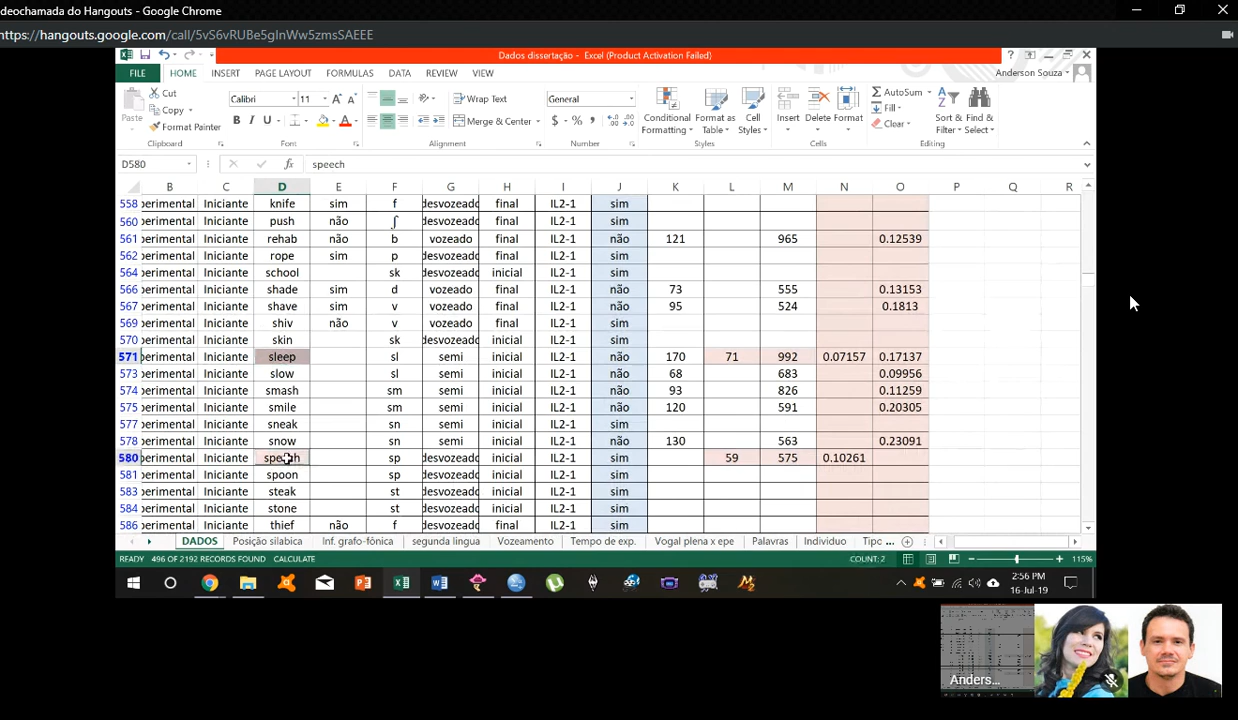 deochamada do Hangouts - Google Chrome
https://hangouts.google.com/call/5vS6vRUBe5gInWw5zmsSAEEE
Dados dissertação - Excel (Product Activation Failed)
FILE HOME INSERT PAGE LAYOUT FORMULAS DATA REVIEW VIEW Anderson Souza
Cut Calibri 11 Wrap Text General AutoSum
Paste Copy Fill
Format Painter B I U Merge & Center $ % Clear
Conditional Formatting Format as Table Cell Styles Insert Delete Format Sort & Filter Find & Select
Clipboard Font Alignment Number Styles Cells Editing
D580 fx speech
B C D E F G H I J K L M N O P Q R
558 perimental Iniciante knife sim f desvozeado final IL2-1 sim
560 perimental Iniciante push não ʃ desvozeado final IL2-1 sim
561 perimental Iniciante rehab não b vozeado final IL2-1 não 121 965 0.12539
562 perimental Iniciante rope sim p desvozeado final IL2-1 sim
564 perimental Iniciante school sk desvozeado inicial IL2-1 sim
566 perimental Iniciante shade sim d vozeado final IL2-1 não 73 555 0.13153
567 perimental Iniciante shave sim v vozeado final IL2-1 não 95 524 0.1813
569 perimental Iniciante shiv não v vozeado final IL2-1 sim
570 perimental Iniciante skin sk desvozeado inicial IL2-1 sim
571 perimental Iniciante sleep sl semi inicial IL2-1 não 170 71 992 0.07157 0.17137
573 perimental Iniciante slow sl semi inicial IL2-1 não 68 683 0.09956
574 perimental Iniciante smash sm semi inicial IL2-1 não 93 826 0.11259
575 perimental Iniciante smile sm semi inicial IL2-1 não 120 591 0.20305
577 perimental Iniciante sneak sn semi inicial IL2-1 sim
578 perimental Iniciante snow sn semi inicial IL2-1 não 130 563 0.23091
580 perimental Iniciante speech sp desvozeado inicial IL2-1 sim 59 575 0.10261
581 perimental Iniciante spoon sp desvozeado inicial IL2-1 sim
583 perimental Iniciante steak st desvozeado inicial IL2-1 sim
584 perimental Iniciante stone st desvozeado inicial IL2-1 sim
586 perimental Iniciante thief não f desvozeado final IL2-1 sim
DADOS Posição silabica Inf. grafo-fônica segunda lingua Vozeamento Tempo de exp. Vogal plena x epe Palavras Individuo Tipo ...
READY 496 OF 2192 RECORDS FOUND CALCULATE COUNT: 2 115%
2:56 PM
16-Jul-19
Anders...